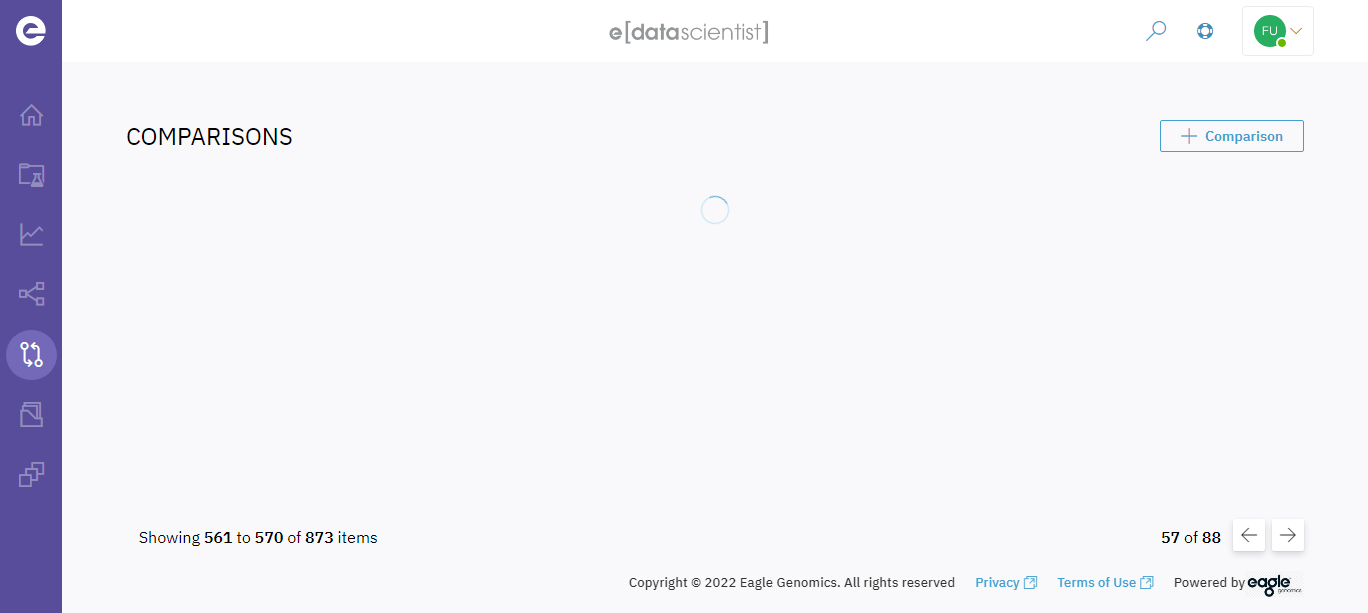 e[datascientist]
FU
COMPARISONS
Comparison
Showing 561 to 570 of 873 items
57 of 88
Copyright © 2022 Eagle Genomics. All rights reserved Privacy Terms of Use Powered by eagle genomics